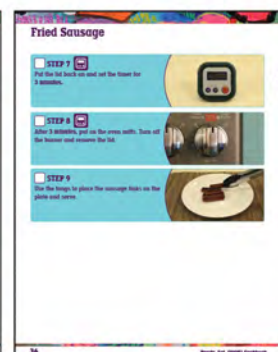 Fried Sausage
STEP 7
Put the lid back on and set the timer for
3 minutes.
STEP 8
After 3 minutes, put on the oven mitts. Turn off
the burner and remove the lid.
STEP 9
Use the tongs to place the sausage links on the
plate and serve.